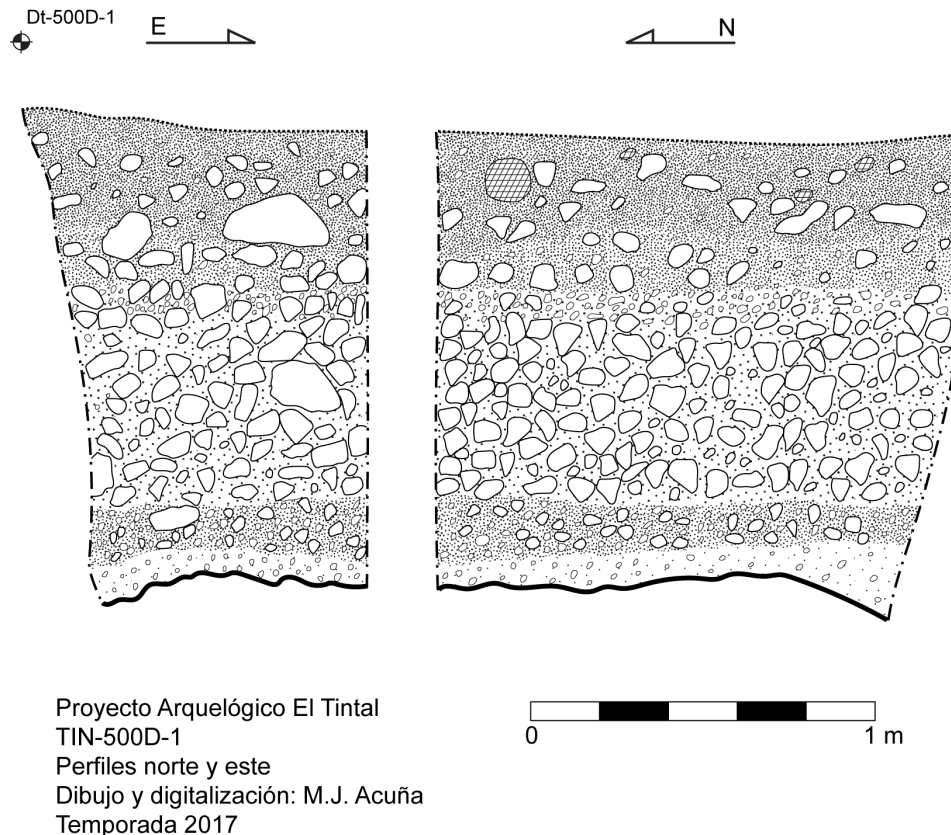 Dt-500D-1
E
N
Proyecto Arquelógico El Tintal
TIN-500D-1
Perfiles norte y este
Dibujo y digitalización: M.J. Acuña
Temporada 2017
0
1 m